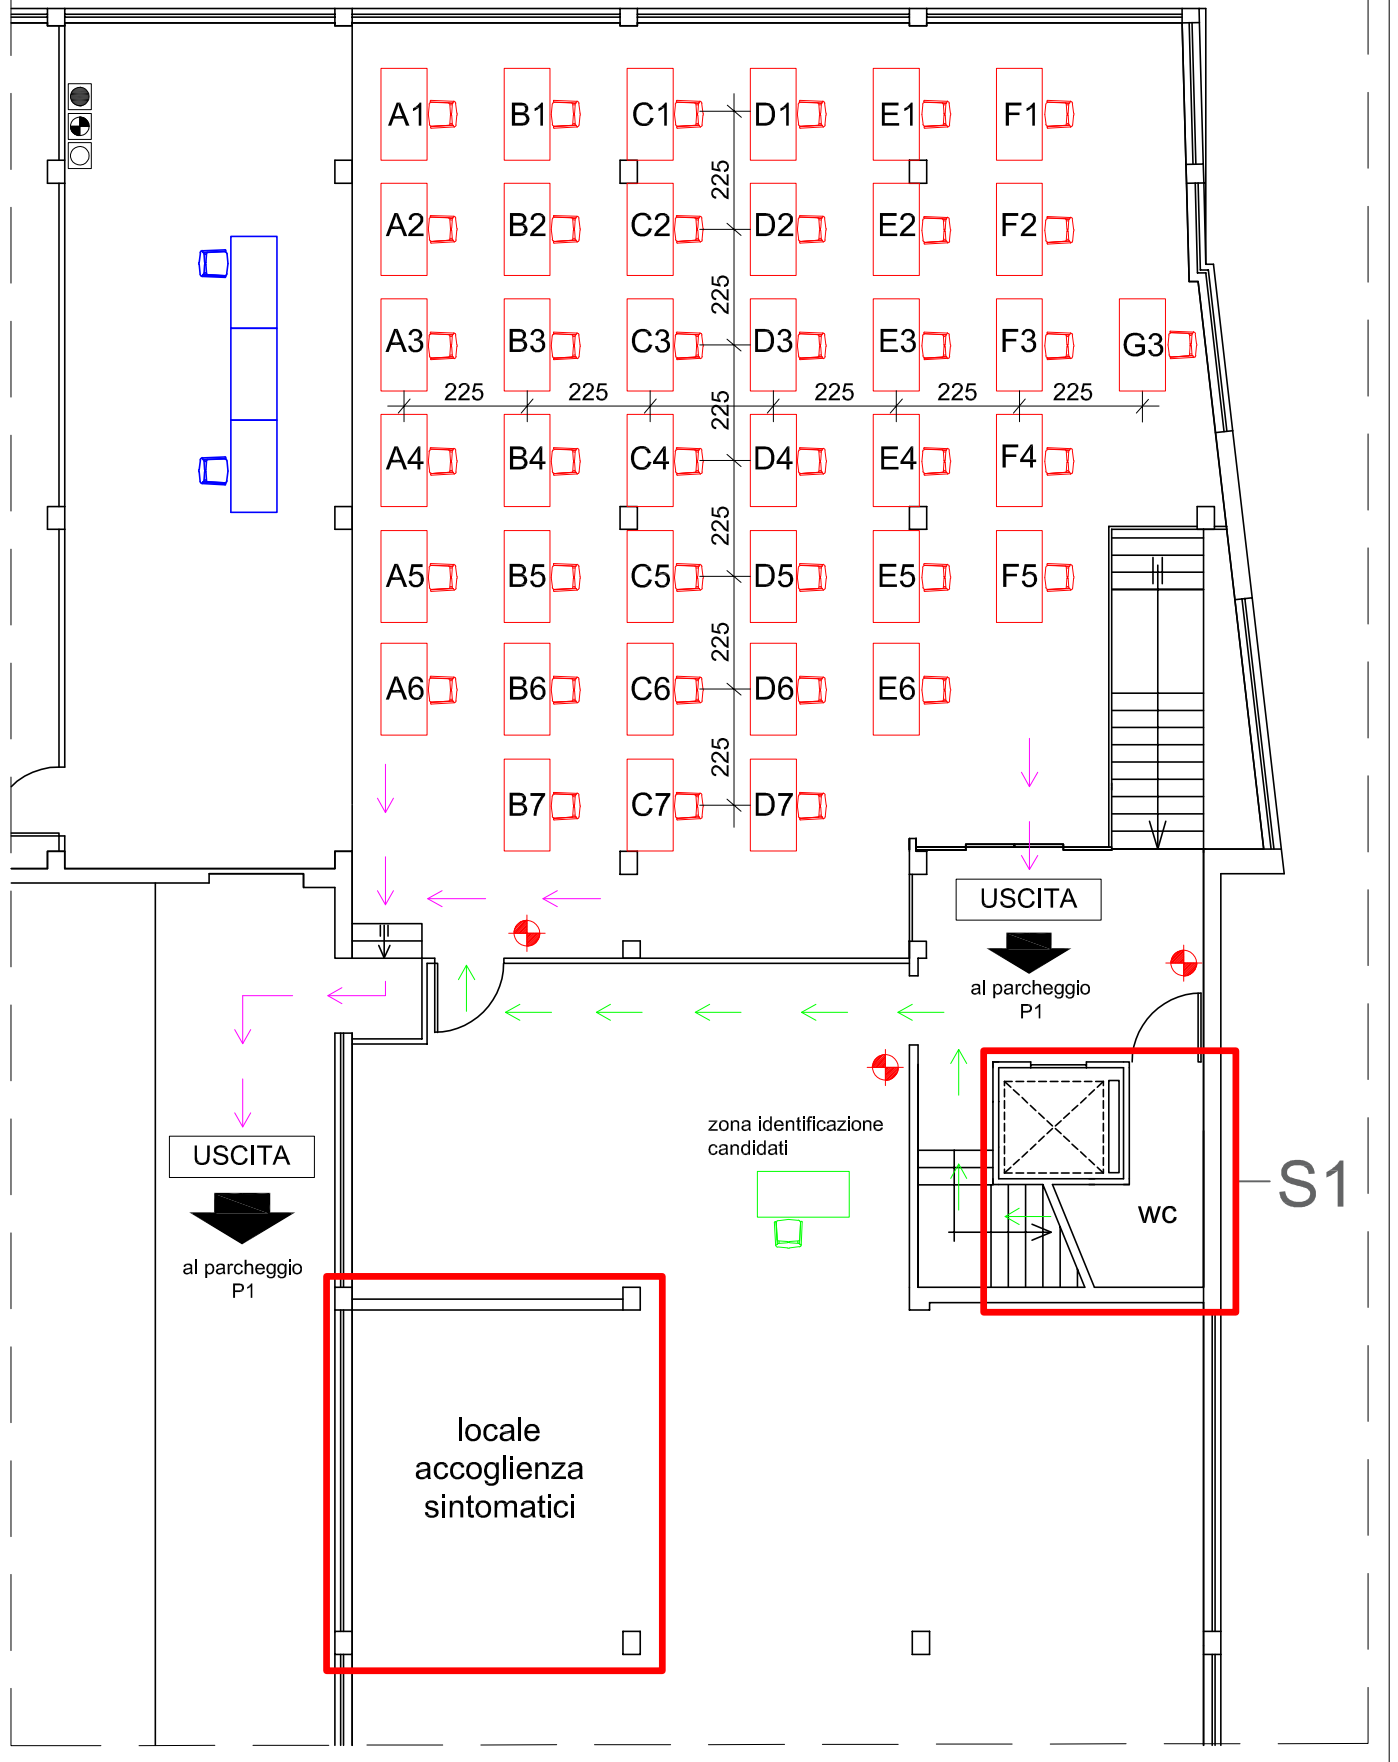 A1 B1 C1 D1 E1 F1
225
A2 B2 C2 D2 E2 F2
225
A3 B3 C3 D3 E3 F3 G3
225 225 225 225 225
225
A4 B4 C4 D4 E4 F4
225
A5 B5 C5 D5 E5 F5
225
A6 B6 C6 D6 E6
225
B7 C7 D7
USCITA
al parcheggio
P1
zona identificazione
candidati
USCITA
al parcheggio
P1
wc
S1
locale
accoglienza
sintomatici